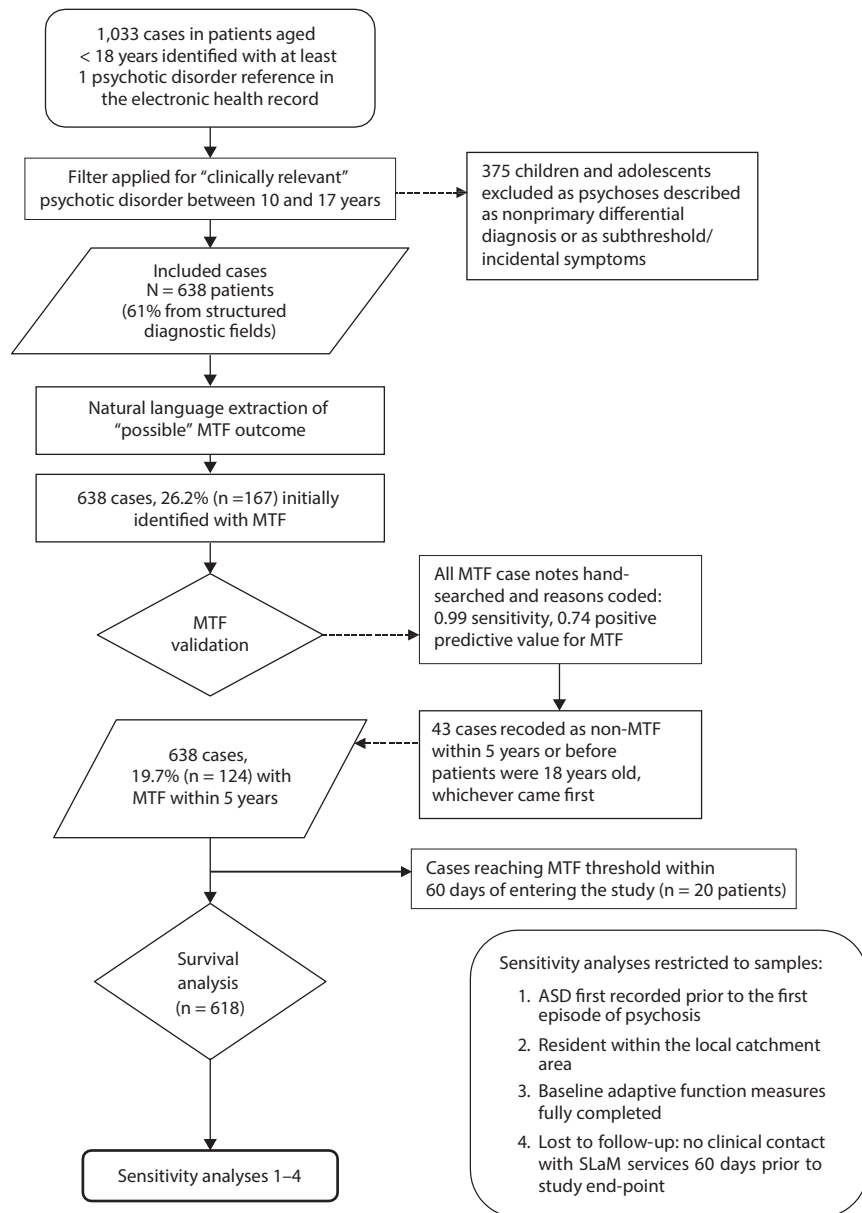 1,033 cases in patients aged
< 18 years identified with at least
1 psychotic disorder reference in
the electronic health record
Filter applied for “clinically relevant”
psychotic disorder between 10 and 17 years
375 children and adolescents
excluded as psychoses described
as nonprimary differential
diagnosis or as subthreshold/
incidental symptoms
Included cases
N = 638 patients
(61% from structured
diagnostic fields)
Natural language extraction of
“possible” MTF outcome
638 cases, 26.2% (n =167) initially
identified with MTF
MTF
validation
All MTF case notes hand-
searched and reasons coded:
0.99 sensitivity, 0.74 positive
predictive value for MTF
43 cases recoded as non-MTF
within 5 years or before
patients were 18 years old,
whichever came first
638 cases,
19.7% (n = 124) with
MTF within 5 years
Cases reaching MTF threshold within
60 days of entering the study (n = 20 patients)
Survival
analysis
(n = 618)
Sensitivity analyses 1–4
Sensitivity analyses restricted to samples:
1. ASD first recorded prior to the first
episode of psychosis
2. Resident within the local catchment
area
3. Baseline adaptive function measures
fully completed
4. Lost to follow-up: no clinical contact
with SLaM services 60 days prior to
study end-point